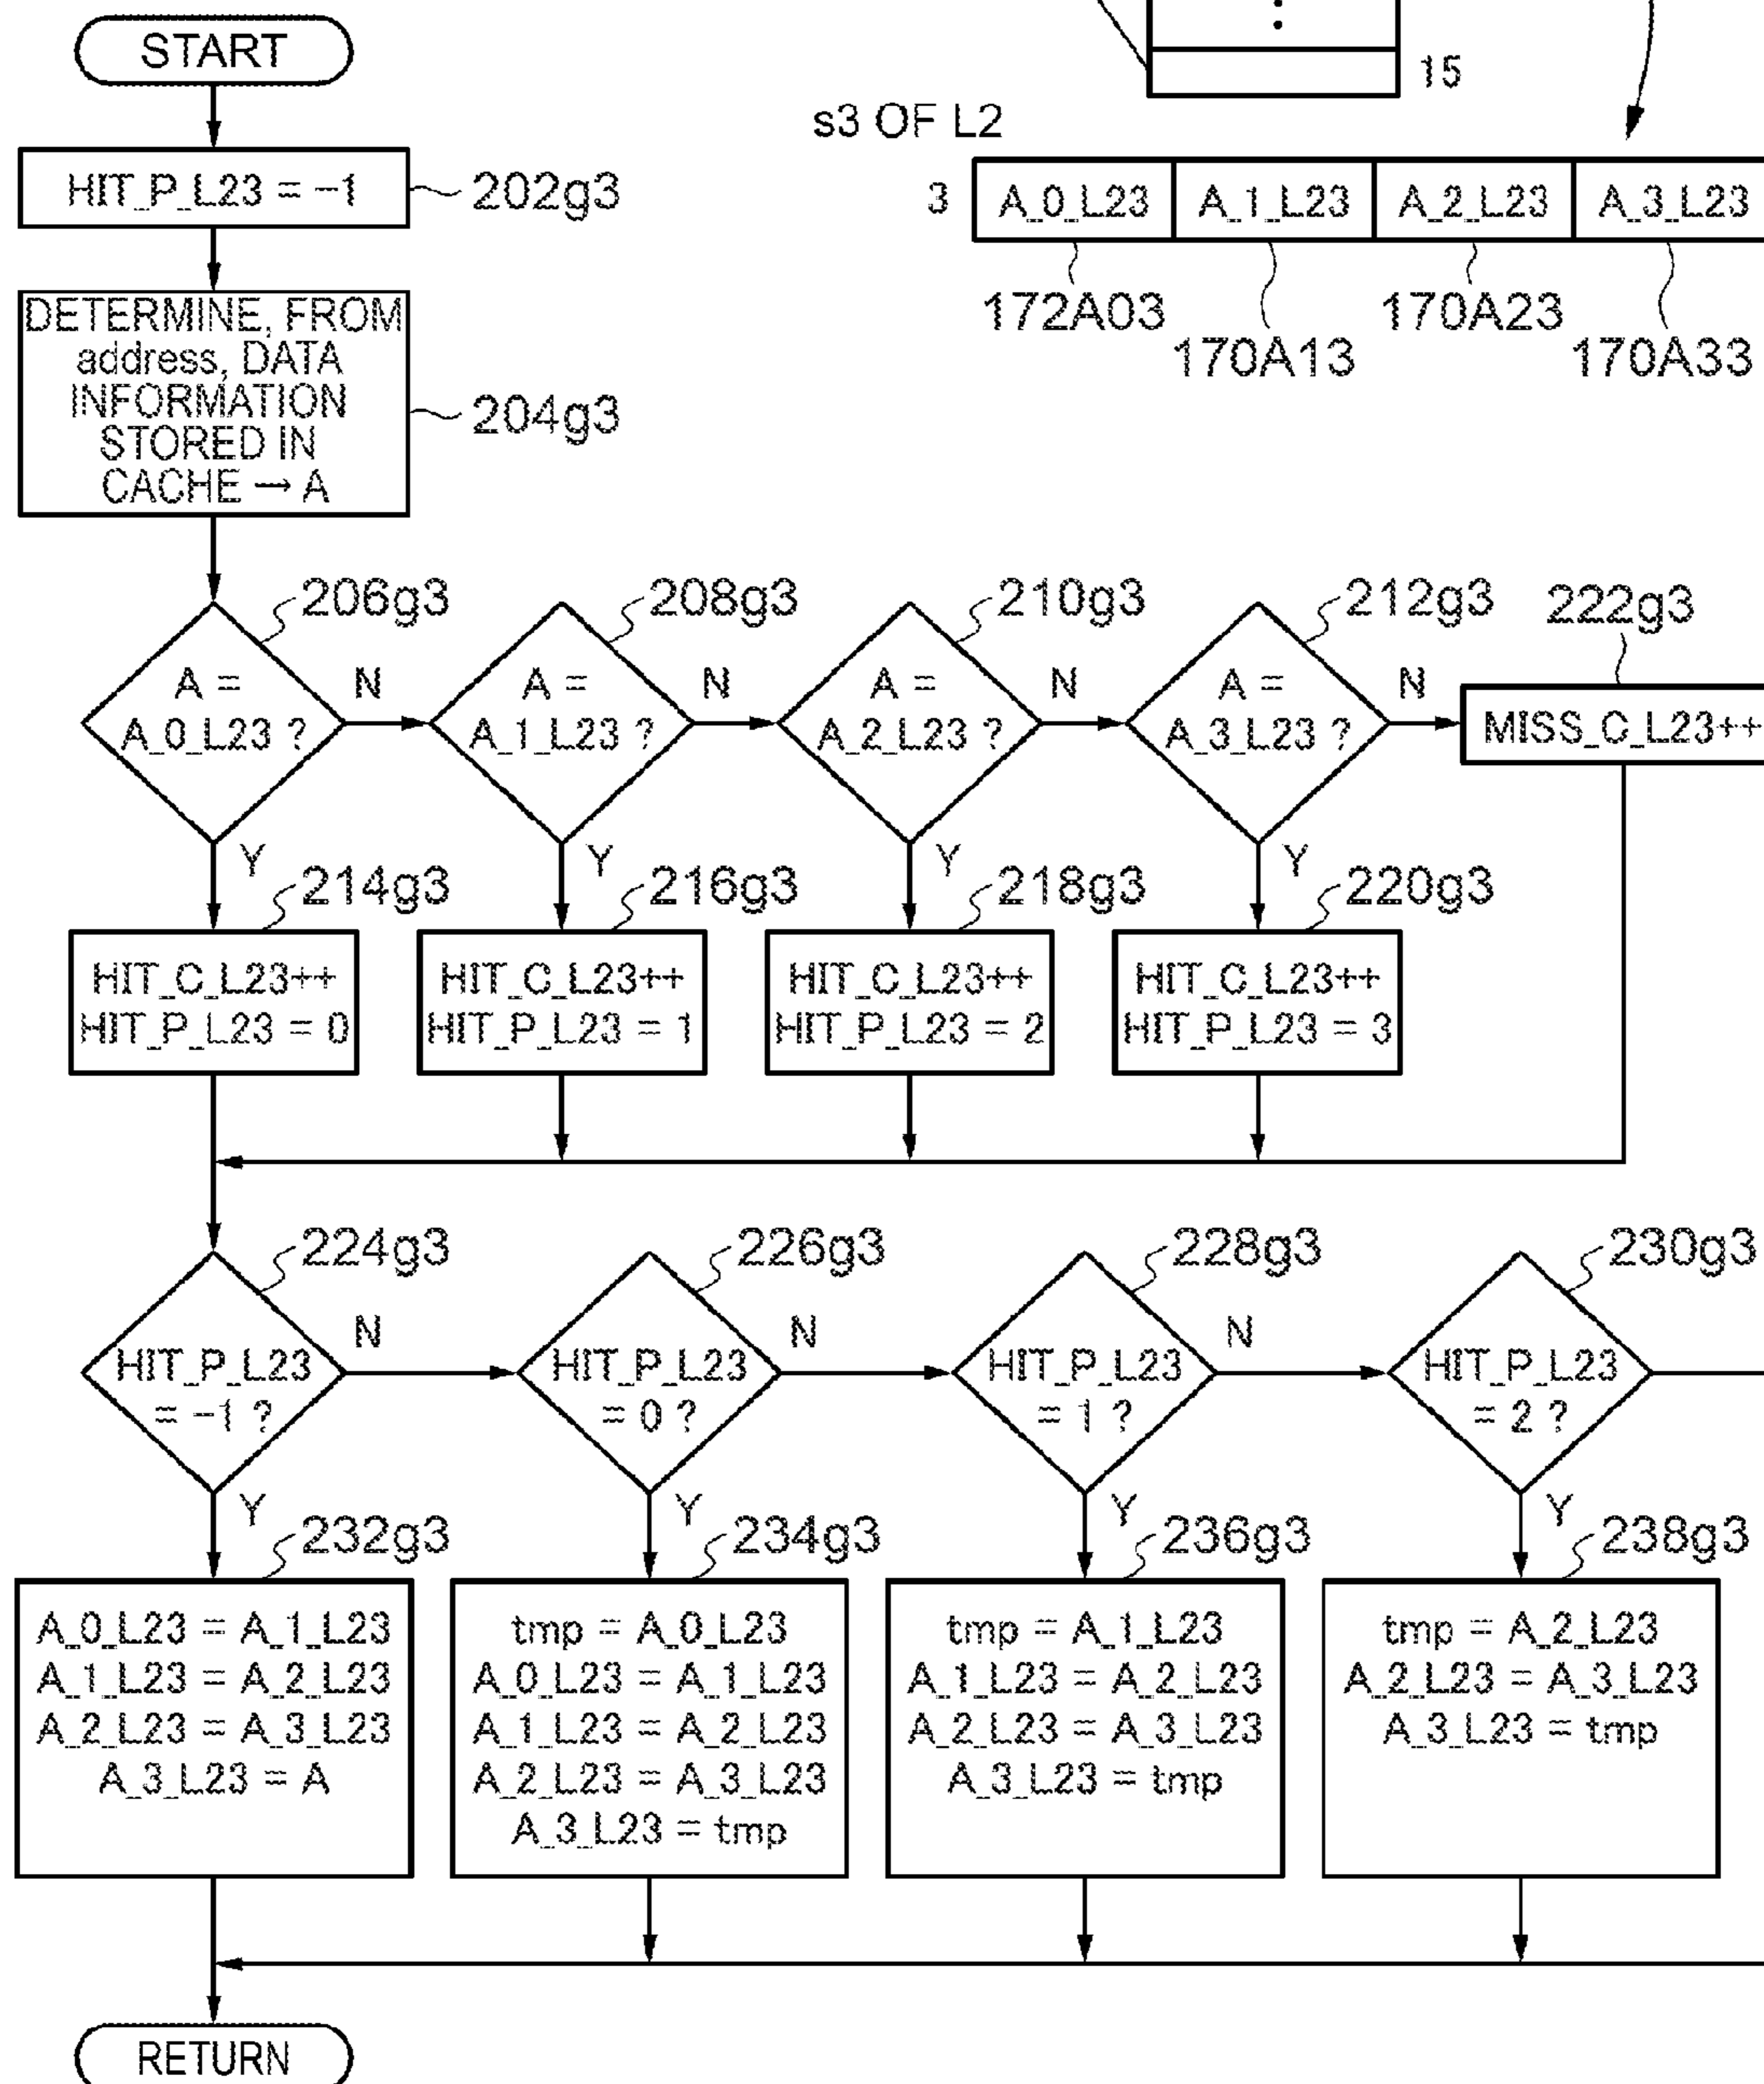 START
15
s3 OF L2
HIT_P_L23 = -1
202g3
3
A_0_L23
A_1_L23
A_2_L23
A_3_L23
172A03
170A13
170A23
170A33
DETERMINE, FROM
address, DATA
INFORMATION
STORED IN
CACHE → A
204g3
206g3
208g3
210g3
212g3
222g3
A =
A_0_L23 ?
N
A =
A_1_L23 ?
N
A =
A_2_L23 ?
N
A =
A_3_L23 ?
N
MISS_C_L23++
Y
Y
Y
Y
214g3
216g3
218g3
220g3
HIT_C_L23++
HIT_P_L23 = 0
HIT_C_L23++
HIT_P_L23 = 1
HIT_C_L23++
HIT_P_L23 = 2
HIT_C_L23++
HIT_P_L23 = 3
224g3
226g3
228g3
230g3
HIT_P_L23
= -1 ?
N
HIT_P_L23
= 0 ?
N
HIT_P_L23
= 1 ?
N
HIT_P_L23
= 2 ?
Y
Y
Y
Y
232g3
234g3
236g3
238g3
A_0_L23 = A_1_L23
A_1_L23 = A_2_L23
A_2_L23 = A_3_L23
A_3_L23 = A
tmp = A_0_L23
A_0_L23 = A_1_L23
A_1_L23 = A_2_L23
A_2_L23 = A_3_L23
A_3_L23 = tmp
tmp = A_1_L23
A_1_L23 = A_2_L23
A_2_L23 = A_3_L23
A_3_L23 = tmp
tmp = A_2_L23
A_2_L23 = A_3_L23
A_3_L23 = tmp
RETURN